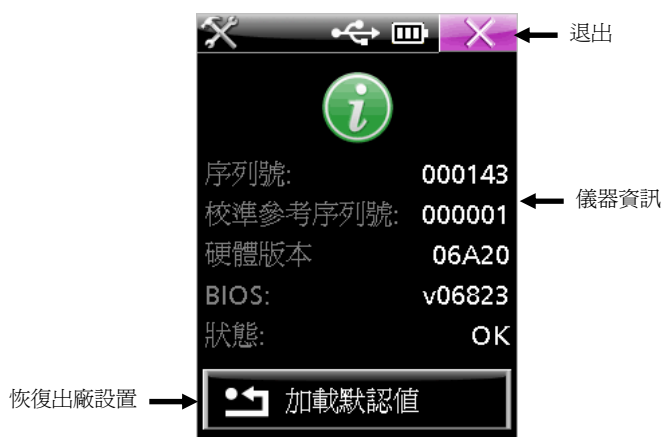 退出
序列號: 000143
校準參考序列號: 000001
儀器資訊
硬體版本 06A20
BIOS: v06823
狀態: OK
恢復出廠設置
加載默認值